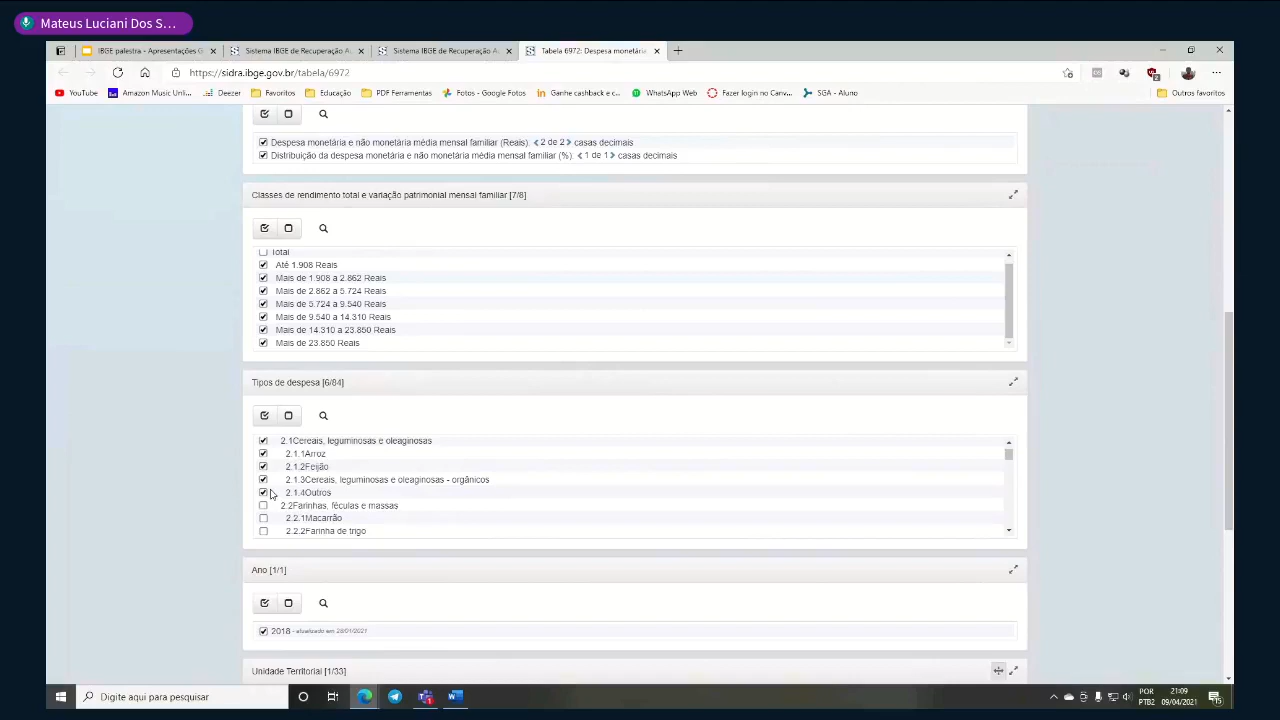 Mateus Luciani Dos S...
IBGE palestra - Apresentações G
Sistema IBGE de Recuperação A
Sistema IBGE de Recuperação A
Tabela 6972: Despesa monetári
https://sidra.ibge.gov.br/tabela/6972
YouTube
Amazon Music Unli...
Deezer
Favoritos
Educação
PDF Ferramentas
Fotos - Google Fotos
Ganhe cashback e c...
WhatsApp Web
Fazer login no Canv...
SGA - Aluno
Outros favoritos
Despesa monetária e não monetária média mensal familiar (Reais): < 2 de 2 > casas decimais
Distribuição da despesa monetária e não monetária média mensal familiar (%): < 1 de 1 > casas decimais
Classes de rendimento total e variação patrimonial mensal familiar [7/8]
Total
Até 1.908 Reais
Mais de 1.908 a 2.862 Reais
Mais de 2.862 a 5.724 Reais
Mais de 5.724 a 9.540 Reais
Mais de 9.540 a 14.310 Reais
Mais de 14.310 a 23.850 Reais
Mais de 23.850 Reais
Tipos de despesa [6/84]
2.1Cereais, leguminosas e oleaginosas
2.1.1Arroz
2.1.2Feijão
2.1.3Cereais, leguminosas e oleaginosas - orgânicos
2.1.4Outros
2.2Farinhas, féculas e massas
2.2.1Macarrão
2.2.2Farinha de trigo
Ano [1/1]
2018 - atualizado em 28/01/2021
Unidade Territorial [1/33]
Digite aqui para pesquisar
POR
PTB2
21:09
09/04/2021